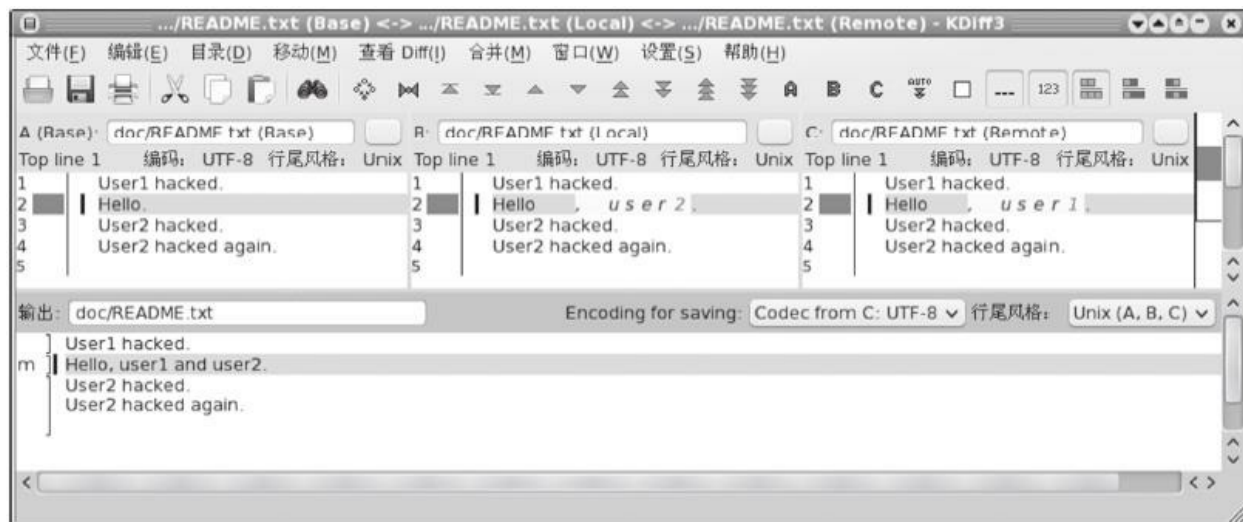 .../README.txt (Base) <-> .../README.txt (Local) <-> .../README.txt (Remote) - KDiff3
文件(F) 编辑(E) 目录(D) 移动(M) 查看 Diff(I) 合并(M) 窗口(W) 设置(S) 帮助(H)
A B C AUTO 123
A (Base): doc/README.txt (Base)
Top line 1 编码: UTF-8 行尾风格: Unix
1 User1 hacked.
2 Hello.
3 User2 hacked.
4 User2 hacked again.
5
B: doc/README.txt (Local)
Top line 1 编码: UTF-8 行尾风格: Unix
1 User1 hacked.
2 Hello, user2.
3 User2 hacked.
4 User2 hacked again.
5
C: doc/README.txt (Remote)
Top line 1 编码: UTF-8 行尾风格: Unix
1 User1 hacked.
2 Hello, user1.
3 User2 hacked.
4 User2 hacked again.
5
输出: doc/README.txt Encoding for saving: Codec from C: UTF-8 行尾风格: Unix (A, B, C)
User1 hacked.
m Hello, user1 and user2.
User2 hacked.
User2 hacked again.